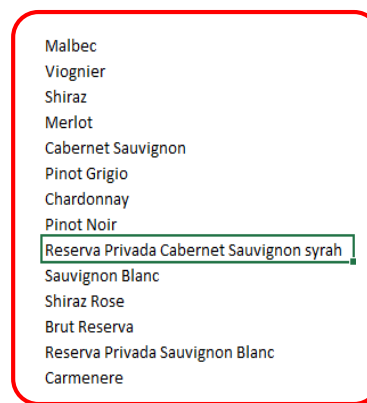 Malbec
Viognier
Shiraz
Merlot
Cabernet Sauvignon
Pinot Grigio
Chardonnay
Pinot Noir
Reserva Privada Cabernet Sauvignon syrah
Sauvignon Blanc
Shiraz Rose
Brut Reserva
Reserva Privada Sauvignon Blanc
Carmenere